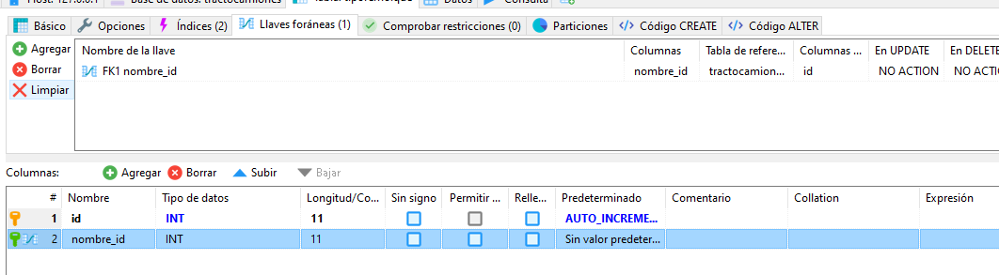 Host: 127.0.0.1 Base de datos: tractocamiones Tabla: tiporemolque Datos Consulta
Básico Opciones Índices (2) Llaves foráneas (1) Comprobar restricciones (0) Particiones Código CREATE Código ALTER
Agregar
Borrar
Limpiar
Nombre de la llave Columnas Tabla de refere... Columnas ... En UPDATE En DELETE
FK1 nombre_id nombre_id tractocamion... id NO ACTION NO ACTI
Columnas: Agregar Borrar Subir Bajar
# Nombre Tipo de datos Longitud/Co... Sin signo Permitir ... Relle... Predeterminado Comentario Collation Expresión
1 id INT 11 AUTO_INCREME...
2 nombre_id INT 11 Sin valor predeter...